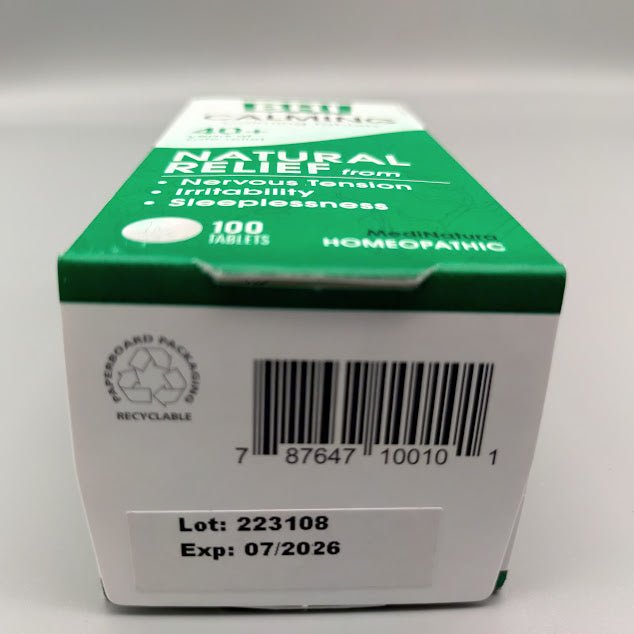 CALMING
40+
NATURAL
RELIEF from
• Nervous Tension
• Irritability
• Sleeplessness
100
TABLETS
MediNatura
HOMEOPATHIC
PAPERBOARD PACKAGING
RECYCLABLE
7 87647 10010 1
Lot: 223108
Exp: 07/2026